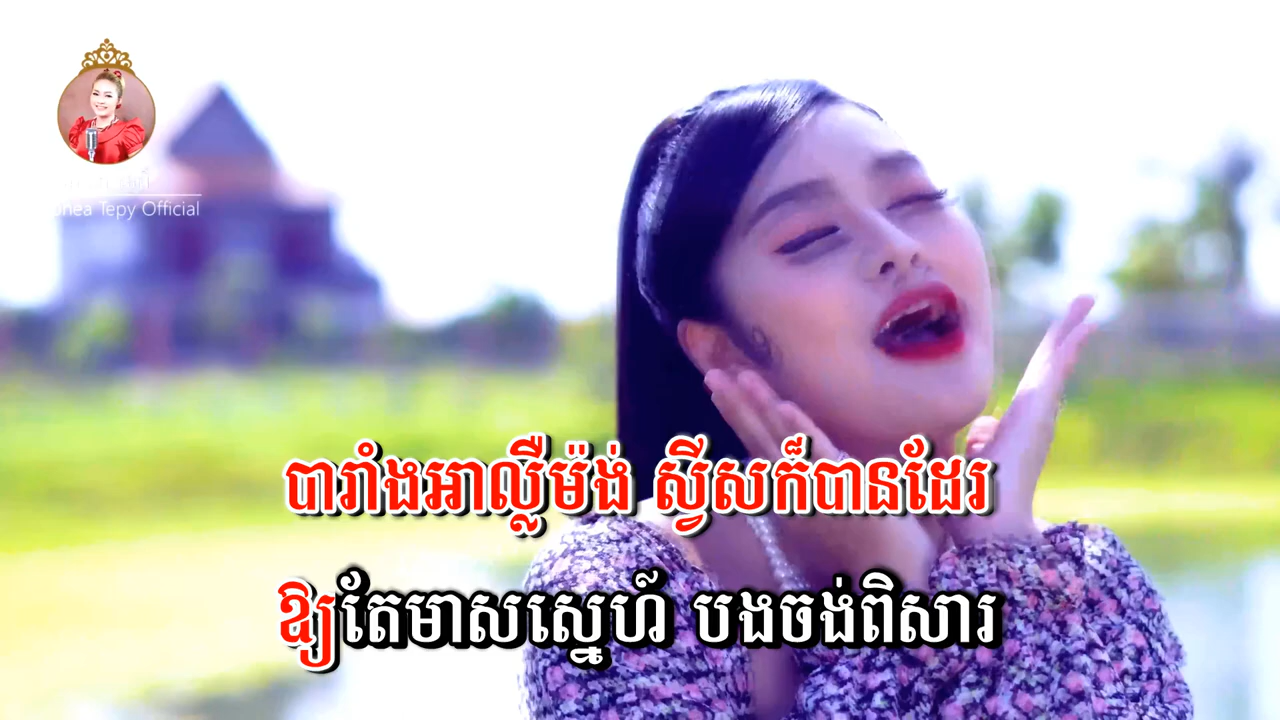 Tepy Official
បារាំងអាល្លឺម៉ង់ ស្វីសក៏បានដែរ
ឱ្យតែមាសស្នេហ៍ បងចង់ពិសារ